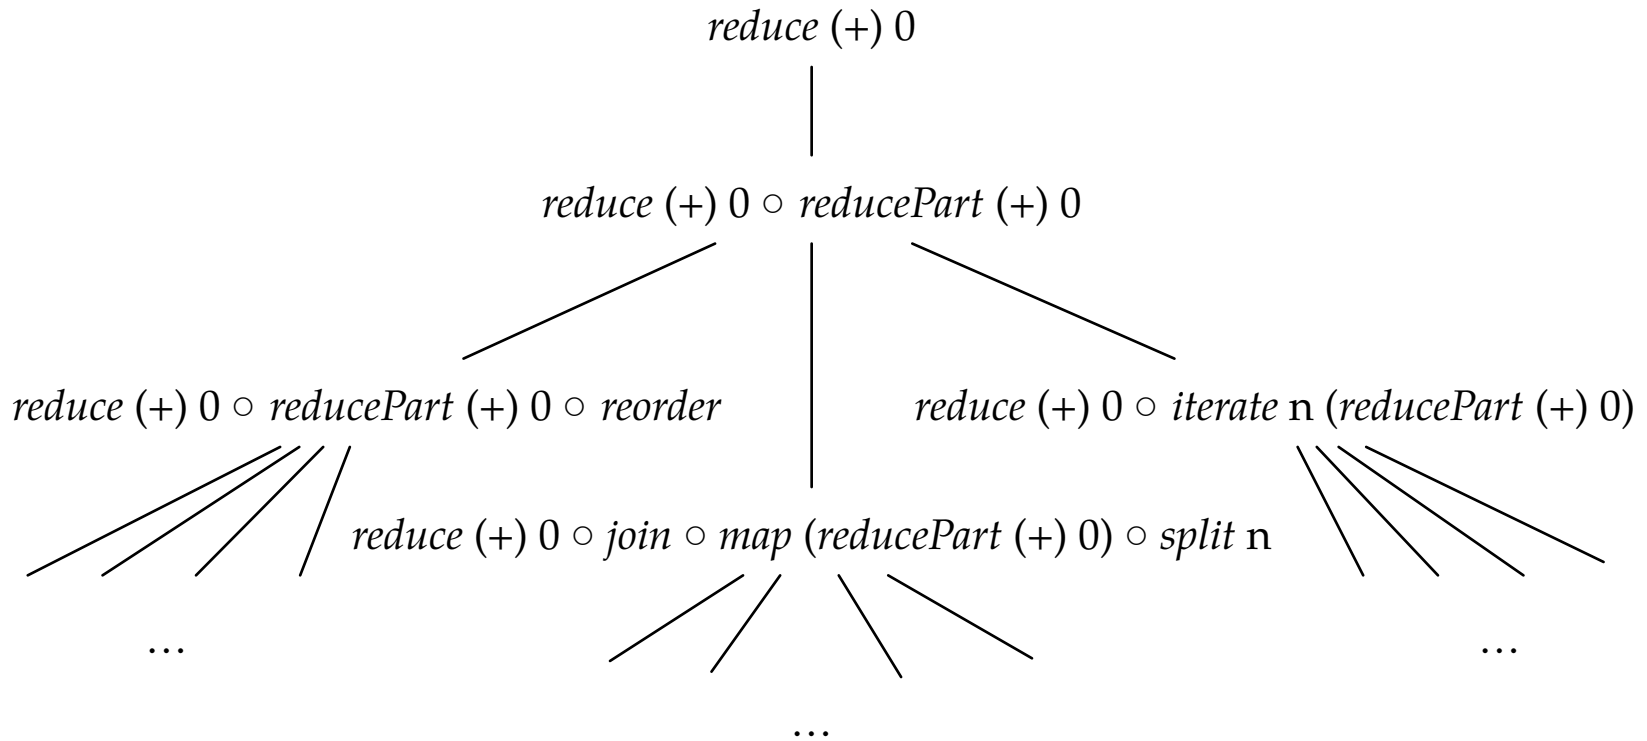 reduce (+) 0
reduce (+) 0 ○ reducePart (+) 0
reduce (+) 0 ○ reducePart (+) 0 ○ reorder
reduce (+) 0 ○ iterate n (reducePart (+) 0)
reduce (+) 0 ○ join ○ map (reducePart (+) 0) ○ split n
...
...
...